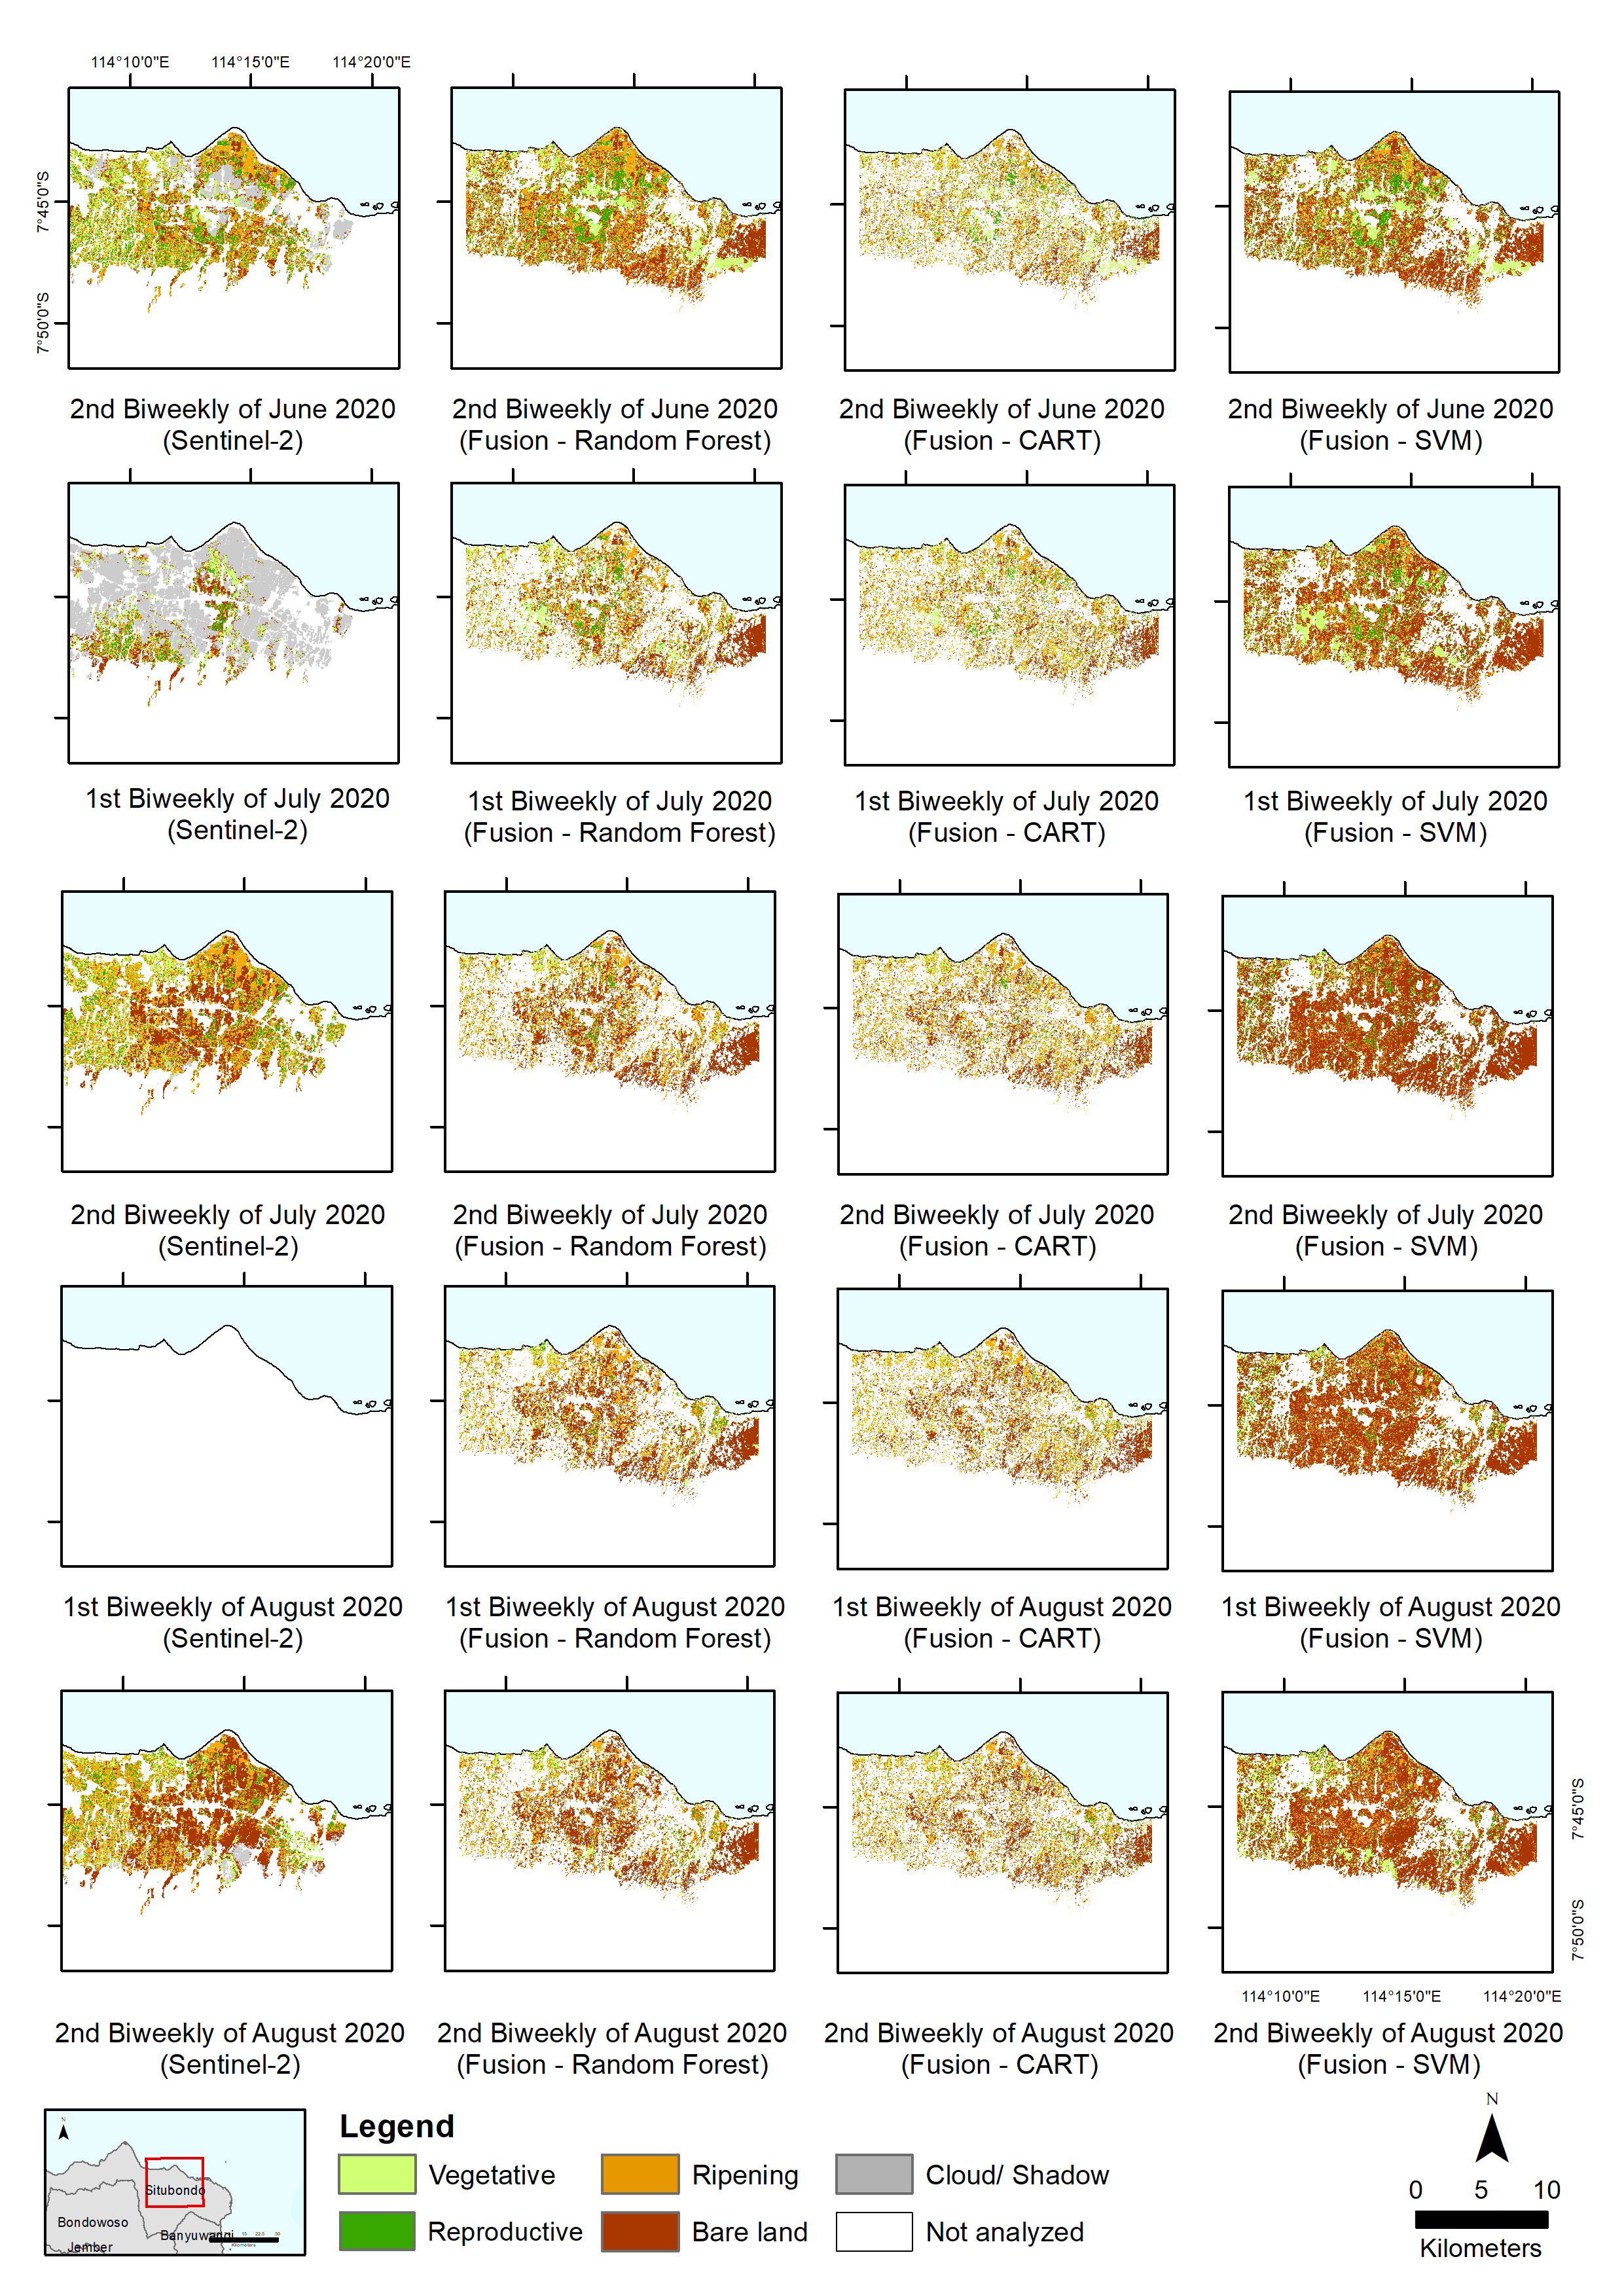 114°10'0"E 114°15'0"E 114°20'0"E
7°45'0"S
7°50'0"S
2nd Biweekly of June 2020
(Sentinel-2)
2nd Biweekly of June 2020
(Fusion - Random Forest)
2nd Biweekly of June 2020
(Fusion - CART)
2nd Biweekly of June 2020
(Fusion - SVM)
1st Biweekly of July 2020
(Sentinel-2)
1st Biweekly of July 2020
(Fusion - Random Forest)
1st Biweekly of July 2020
(Fusion - CART)
1st Biweekly of July 2020
(Fusion - SVM)
2nd Biweekly of July 2020
(Sentinel-2)
2nd Biweekly of July 2020
(Fusion - Random Forest)
2nd Biweekly of July 2020
(Fusion - CART)
2nd Biweekly of July 2020
(Fusion - SVM)
1st Biweekly of August 2020
(Sentinel-2)
1st Biweekly of August 2020
(Fusion - Random Forest)
1st Biweekly of August 2020
(Fusion - CART)
1st Biweekly of August 2020
(Fusion - SVM)
7°45'0"S
7°50'0"S
114°10'0"E 114°15'0"E 114°20'0"E
2nd Biweekly of August 2020
(Sentinel-2)
2nd Biweekly of August 2020
(Fusion - Random Forest)
2nd Biweekly of August 2020
(Fusion - CART)
2nd Biweekly of August 2020
(Fusion - SVM)
N
Situbondo
Bondowoso
Banyuwangi
Jember
15 22,5 30
Kilometers
Legend
Vegetative
Ripening
Cloud/ Shadow
Reproductive
Bare land
Not analyzed
N
0 5 10
Kilometers